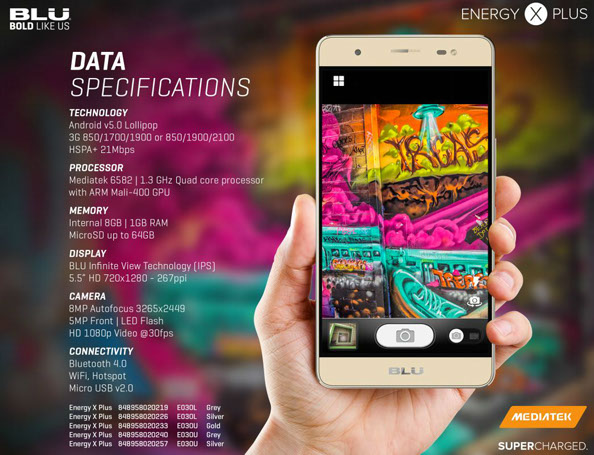 BLU
BOLD LIKE US
ENERGY X PLUS
DATA
SPECIFICATIONS
TECHNOLOGY
Android v5.0 Lollipop
3G 850/1700/1900 or 850/1900/2100
HSPA+ 21Mbps
PROCESSOR
Mediatek 6582 | 1.3 GHz Quad core processor
with ARM Mali-400 GPU
MEMORY
Internal 8GB | 1GB RAM
MicroSD up to 64GB
DISPLAY
BLU Infinite View Technology (IPS)
5.5" HD 720x1280 - 267ppi
CAMERA
8MP Autofocus 3265x2449
5MP Front | LED Flash
HD 1080p Video @30fps
CONNECTIVITY
Bluetooth 4.0
WiFi, Hotspot
Micro USB v2.0
Energy X Plus 848958020219 E030L Grey
Energy X Plus 848958020226 E030L Silver
Energy X Plus 848958020233 E030U Gold
Energy X Plus 848958020240 E030U Grey
Energy X Plus 848958020257 E030U Silver
BLU
MEDIATEK
SUPERCHARGED.